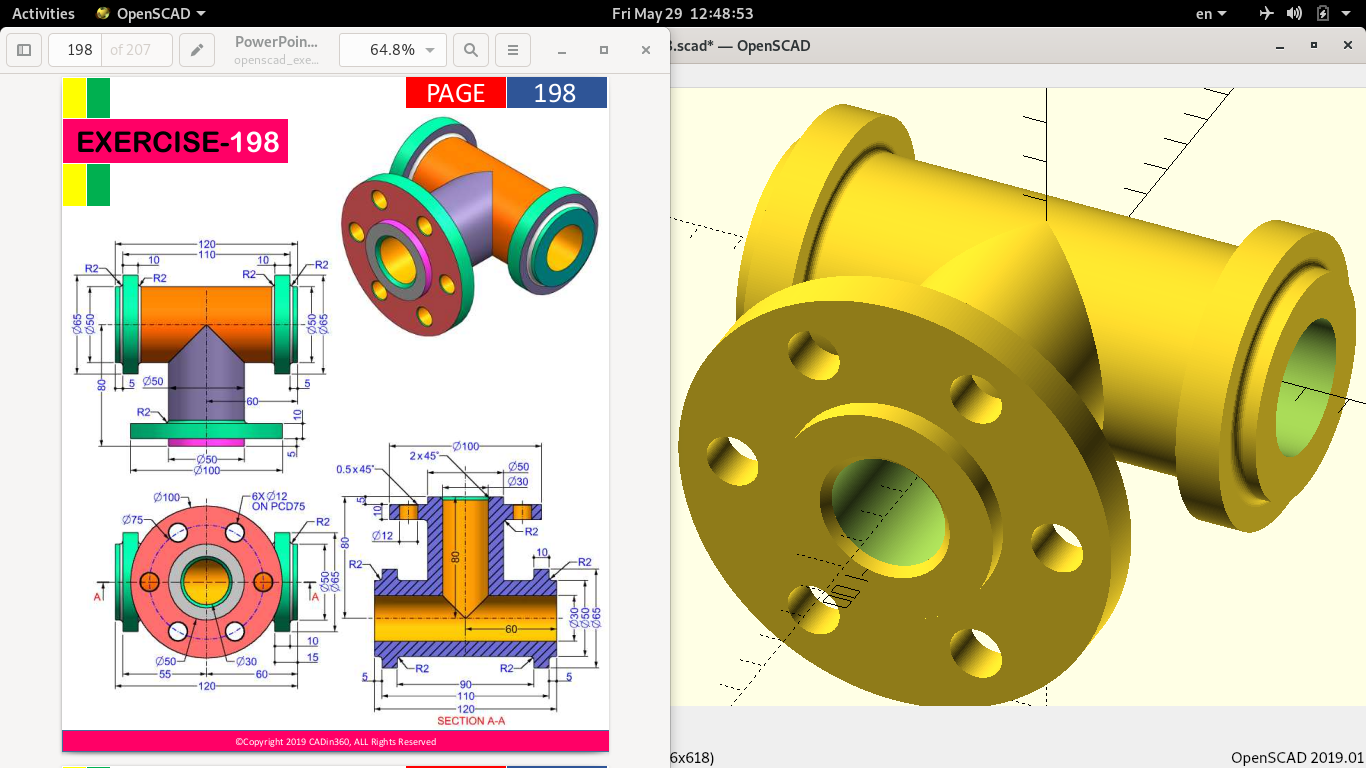 Activities OpenSCAD Fri May 29 12:48:53 en
198 of 207 PowerPoin... openscad_exe... 64.8%
8.scad* — OpenSCAD
PAGE 198
EXERCISE-198
120
110
10 10
R2 R2
R2 R2
Ø65 Ø50 Ø50 Ø65
80
5 Ø50 5
60
R2 10
5
Ø50
Ø100
Ø100
6X Ø12
ON PCD75
Ø75
R2
Ø50 Ø65
A A
10
15
Ø50 Ø30
55 60
120
Ø100
2 x 45°
0.5 x 45°
Ø50
Ø30
5
10
Ø12
R2
80
80
10
R2 R2
60
Ø30 Ø50 Ø65
R2 R2
5 5
90
110
120
SECTION A-A
©Copyright 2019 CADin360, ALL Rights Reserved
6x618) OpenSCAD 2019.01